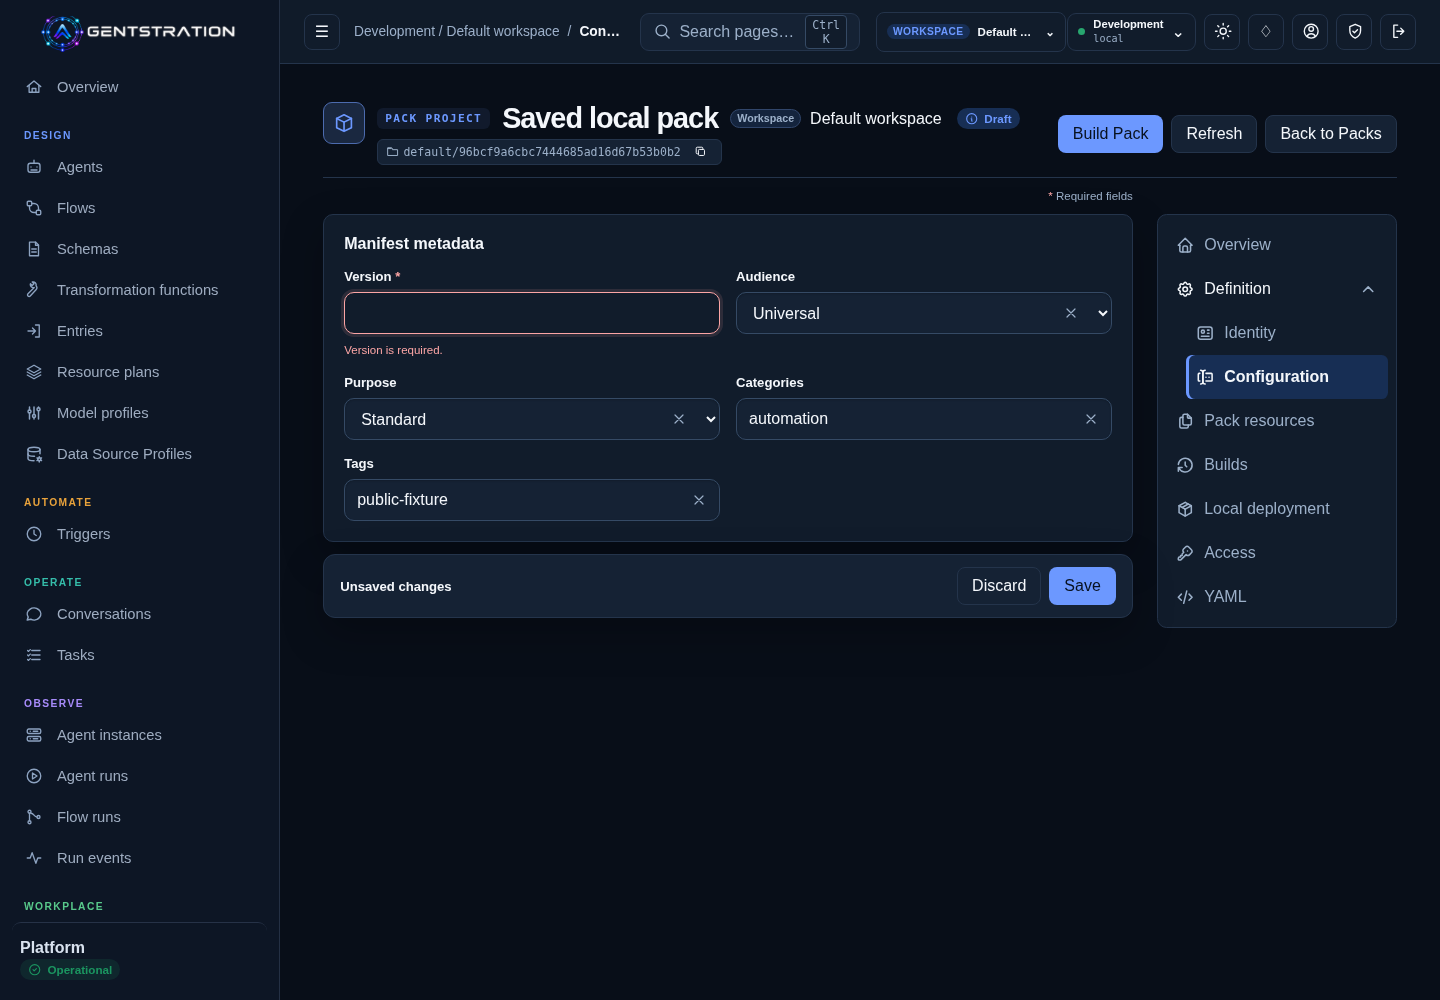 GENTSTRATION
Overview
DESIGN
Agents
Flows
Schemas
Transformation functions
Entries
Resource plans
Model profiles
Data Source Profiles
AUTOMATE
Triggers
OPERATE
Conversations
Tasks
OBSERVE
Agent instances
Agent runs
Flow runs
Run events
WORKPLACE
Platform
Operational
Development / Default workspace / Con...
Search pages... Ctrl K
WORKSPACE Default ...
Development
local
PACK PROJECT Saved local pack Workspace Default workspace Draft
default/96bcf9a6cbc7444685ad16d67b53b0b2
Build Pack Refresh Back to Packs
* Required fields
Manifest metadata
Version * Audience
Universal
Version is required.
Purpose Categories
Standard automation
Tags
public-fixture
Unsaved changes Discard Save
Overview
Definition
Identity
Configuration
Pack resources
Builds
Local deployment
Access
YAML